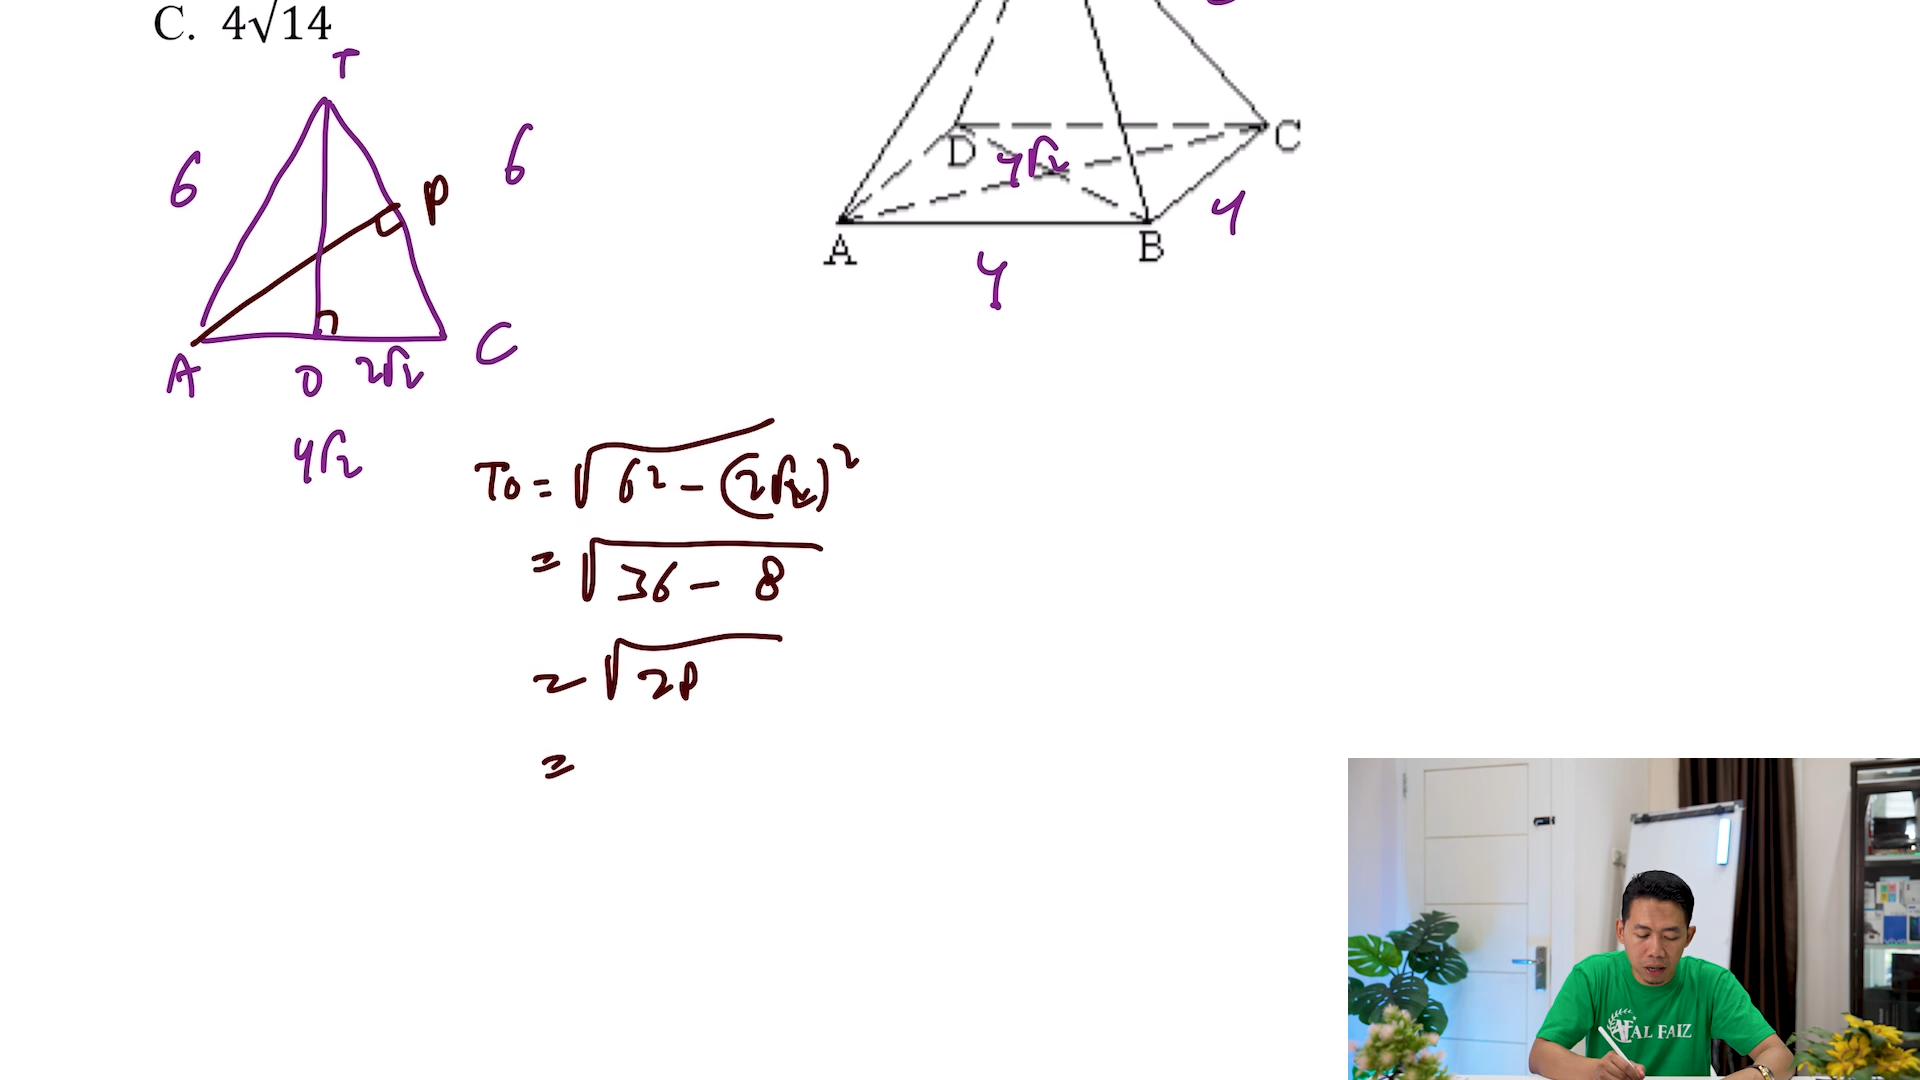 C. 4√14
T
6
6
P
A
O
2√2
C
4√2
D
4√2
C
4
A
B
4
TO = √6² - (2√2)²
= √36 - 8
= √28
=
AL FAIZ